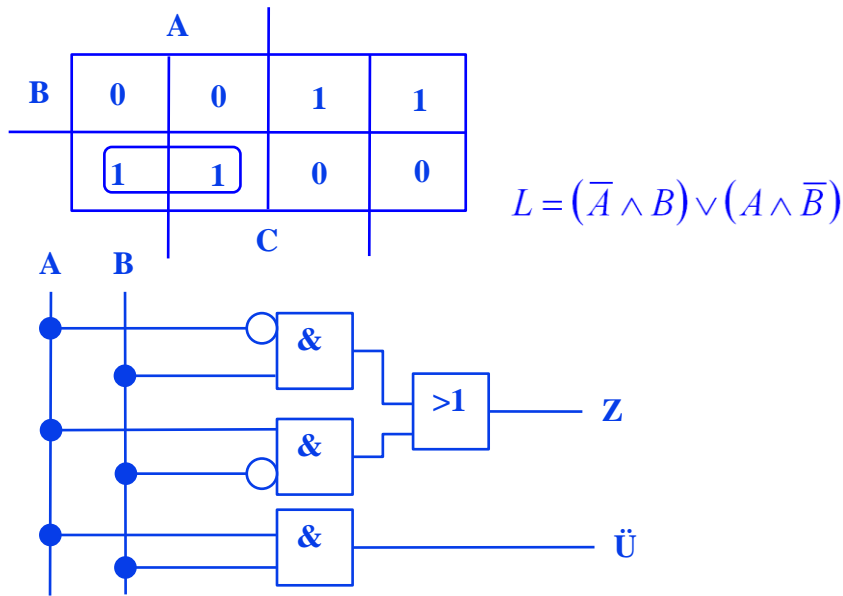 A
B 0 0 1 1
1 1 0 0
C
L = (A̅ ∧ B) ∨ (A ∧ B̅)
A B
&
>1
Z
&
&
Ü